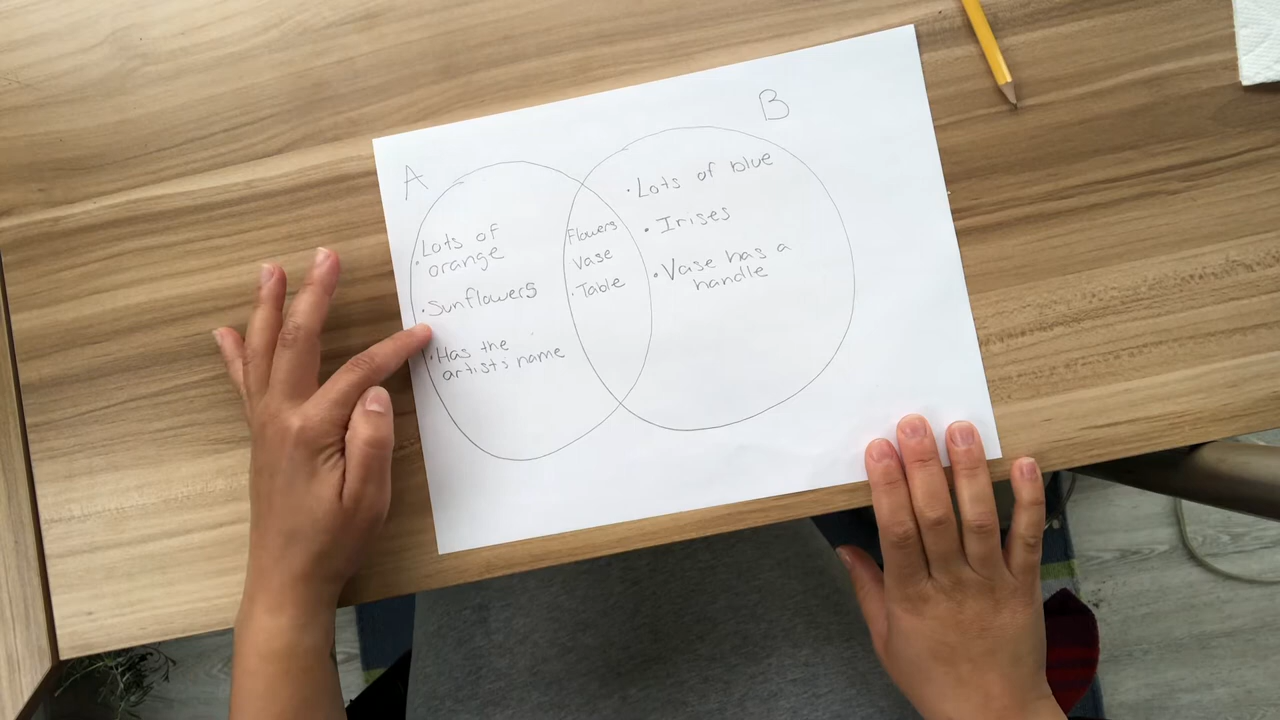 A
· Lots of
orange
· Sunflowers
· Has the
artists name
Flowers
Vase
· Table
B
· Lots of blue
· Irises
· Vase has a
handle